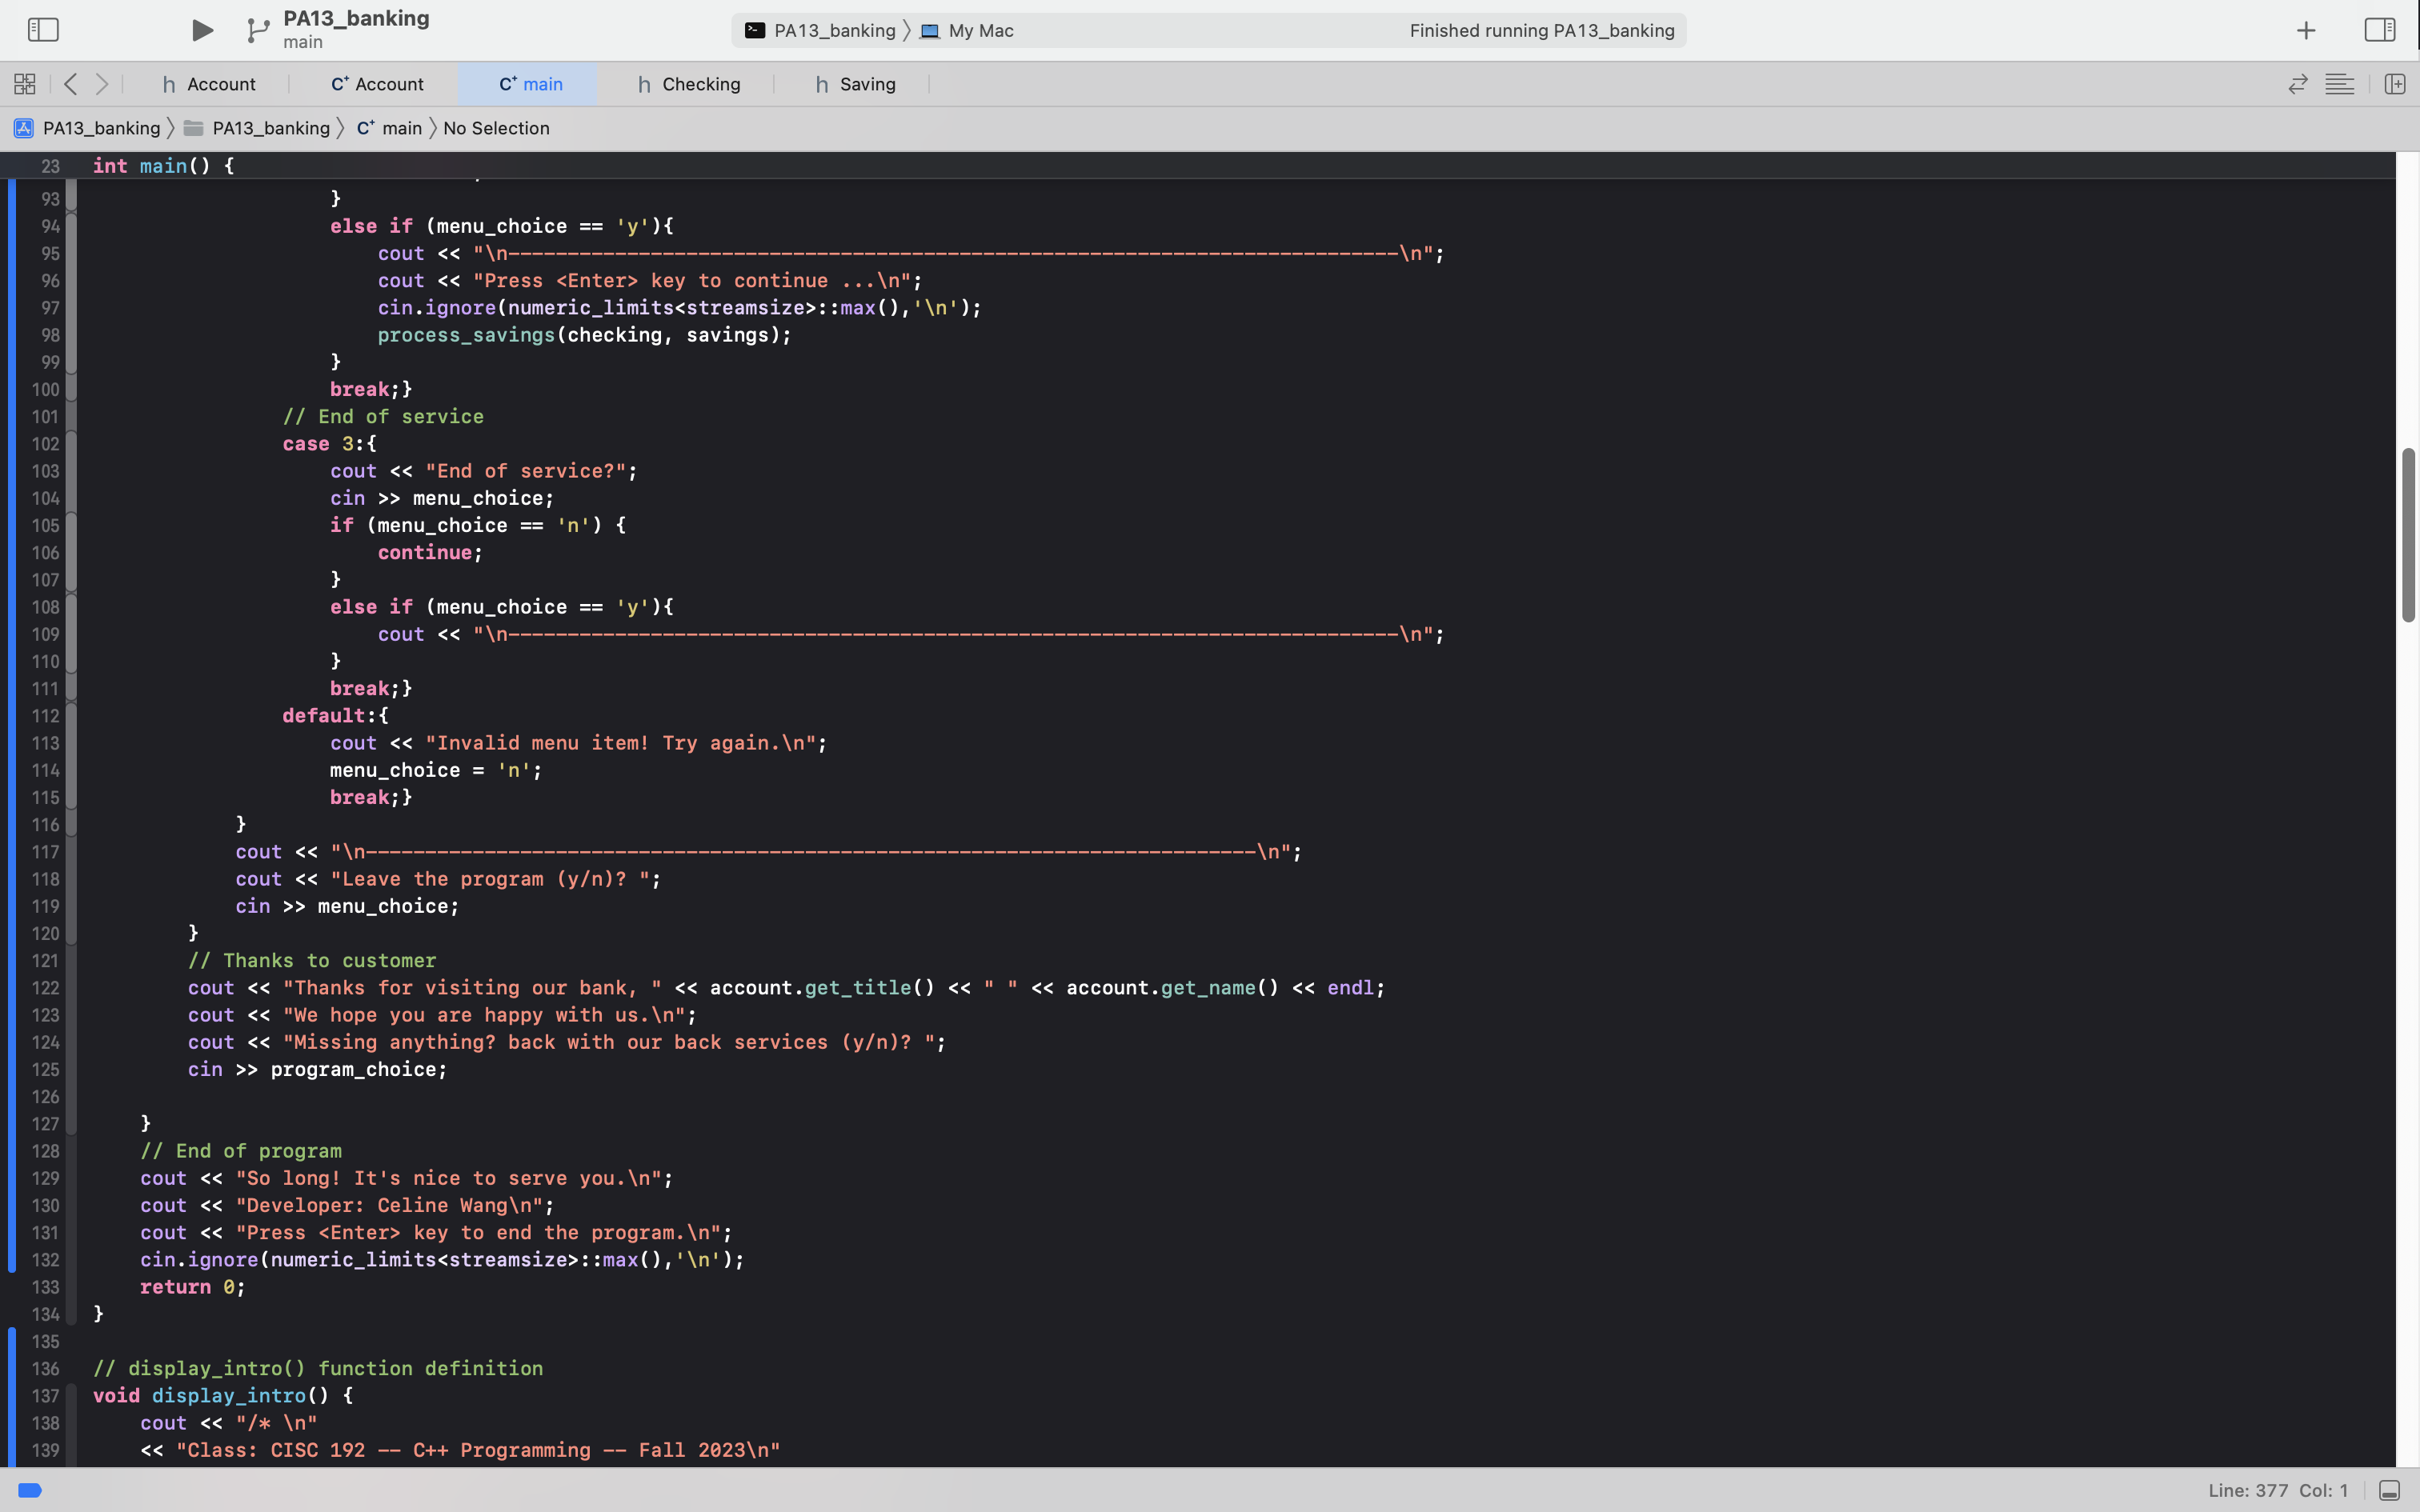 PA13_banking
main
PA13_banking 〉 My Mac
Finished running PA13_banking
h Account
C+ Account
C+ main
h Checking
h Saving
PA13_banking 〉 PA13_banking 〉 C+ main 〉 No Selection
23 int main() {
93 }
94 else if (menu_choice == 'y'){
95 cout << "\n---------------------------------------------------------------------------\n";
96 cout << "Press <Enter> key to continue ...\n";
97 cin.ignore(numeric_limits<streamsize>::max(),'\n');
98 process_savings(checking, savings);
99 }
100 break;}
101 // End of service
102 case 3:{
103 cout << "End of service?";
104 cin >> menu_choice;
105 if (menu_choice == 'n') {
106 continue;
107 }
108 else if (menu_choice == 'y'){
109 cout << "\n---------------------------------------------------------------------------\n";
110 }
111 break;}
112 default:{
113 cout << "Invalid menu item! Try again.\n";
114 menu_choice = 'n';
115 break;}
116 }
117 cout << "\n---------------------------------------------------------------------------\n";
118 cout << "Leave the program (y/n)? ";
119 cin >> menu_choice;
120 }
121 // Thanks to customer
122 cout << "Thanks for visiting our bank, " << account.get_title() << " " << account.get_name() << endl;
123 cout << "We hope you are happy with us.\n";
124 cout << "Missing anything? back with our back services (y/n)? ";
125 cin >> program_choice;
126
127 }
128 // End of program
129 cout << "So long! It's nice to serve you.\n";
130 cout << "Developer: Celine Wang\n";
131 cout << "Press <Enter> key to end the program.\n";
132 cin.ignore(numeric_limits<streamsize>::max(),'\n');
133 return 0;
134 }
135
136 // display_intro() function definition
137 void display_intro() {
138 cout << "/* \n"
139 << "Class: CISC 192 -- C++ Programming -- Fall 2023\n"
Line: 377 Col: 1